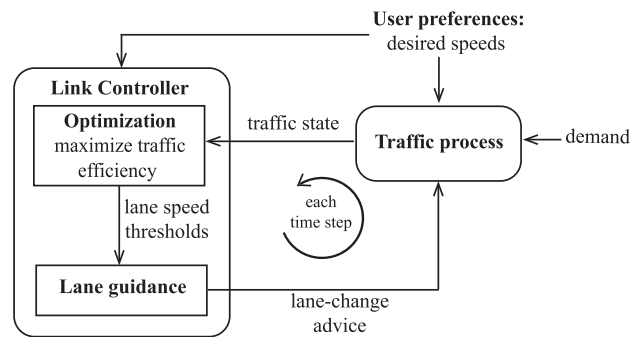 User preferences:
desired speeds
Link Controller
Optimization
maximize traffic
efficiency
traffic state
Traffic process
demand
lane speed
thresholds
each
time step
Lane guidance
lane-change
advice